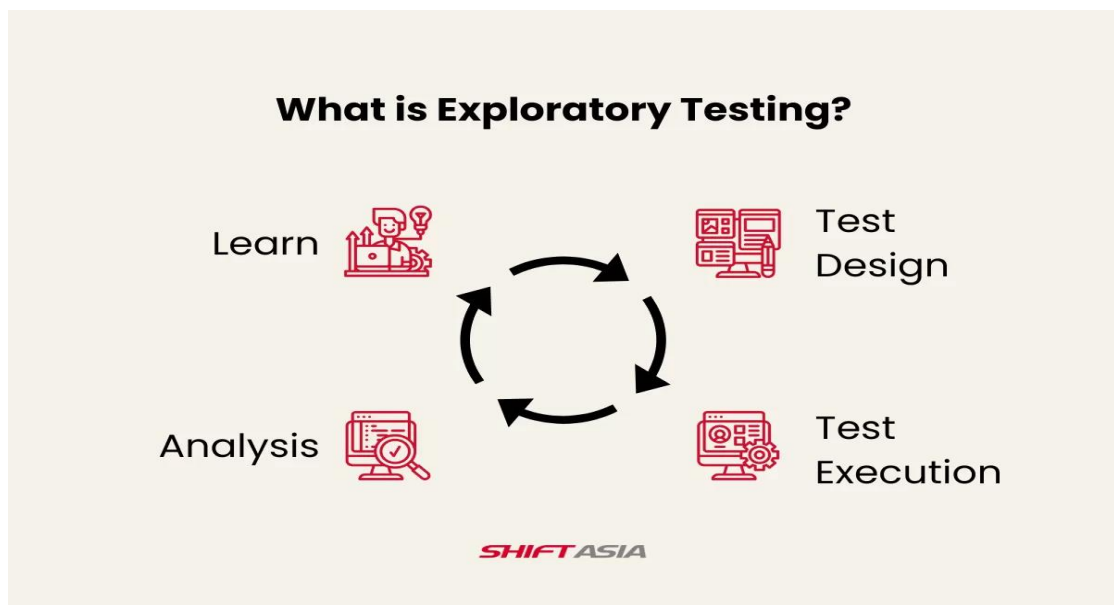 What is Exploratory Testing?
Learn
Test
Design
Analysis
Test
Execution
SHIFT ASIA